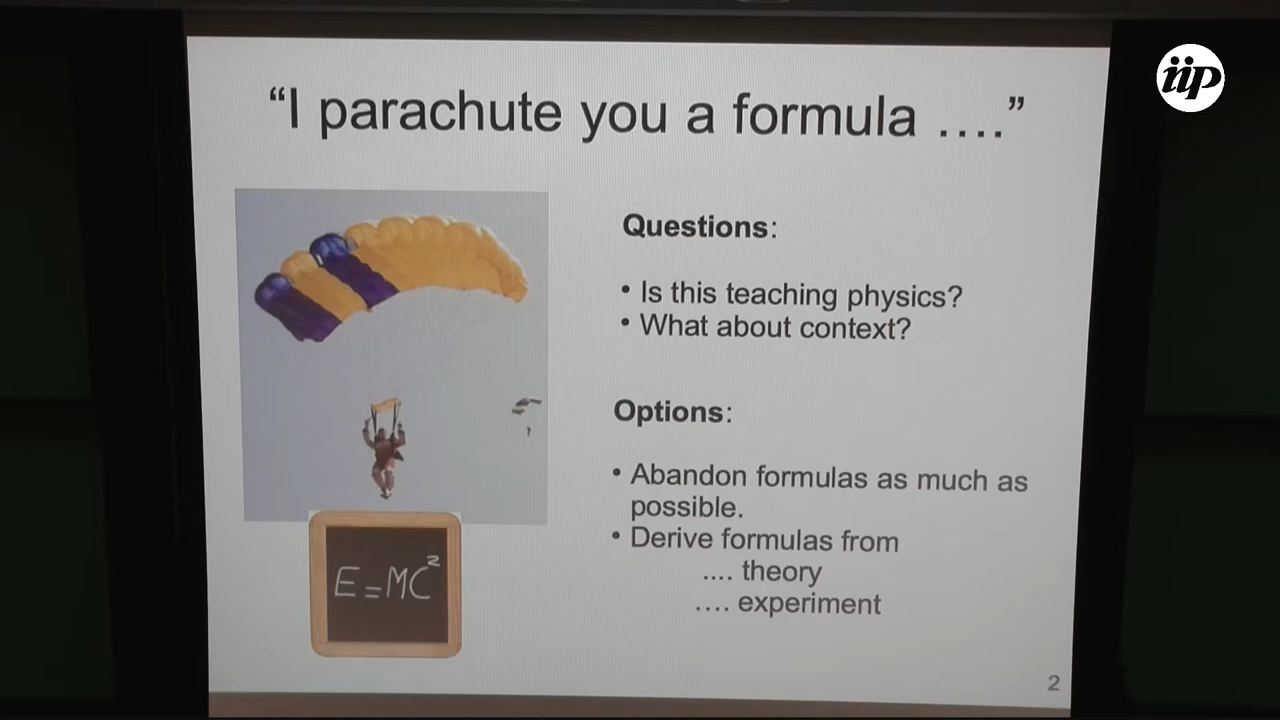 iip
“I parachute you a formula ....”
Questions:
• Is this teaching physics?
• What about context?
Options:
• Abandon formulas as much as
possible.
• Derive formulas from
.... theory
.... experiment
E=MC²
2